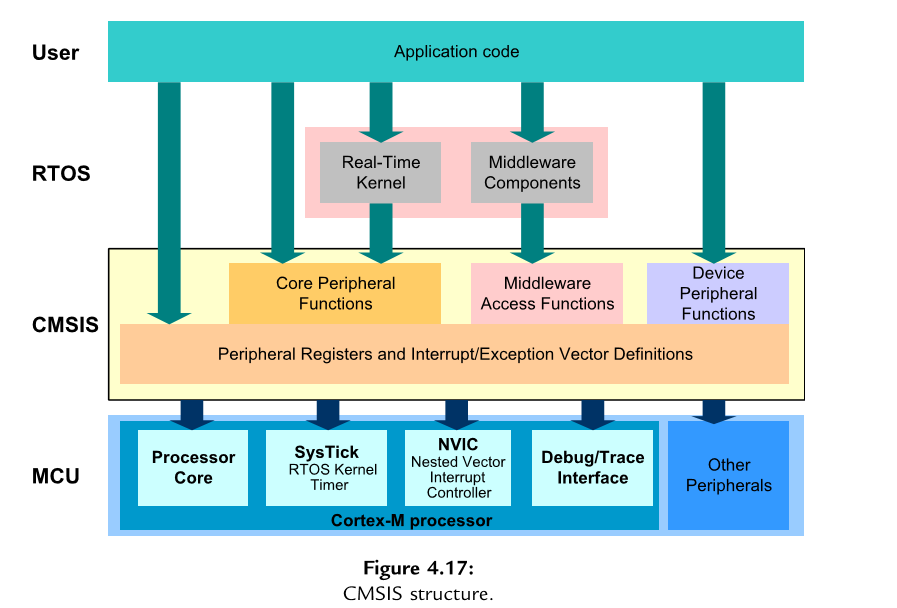 User
Application code
RTOS
Real-Time
Kernel
Middleware
Components
CMSIS
Core Peripheral
Functions
Middleware
Access Functions
Device
Peripheral
Functions
Peripheral Registers and Interrupt/Exception Vector Definitions
MCU
Processor
Core
SysTick
RTOS Kernel
Timer
NVIC
Nested Vector
Interrupt
Controller
Debug/Trace
Interface
Other
Peripherals
Cortex-M processor
Figure 4.17:
CMSIS structure.